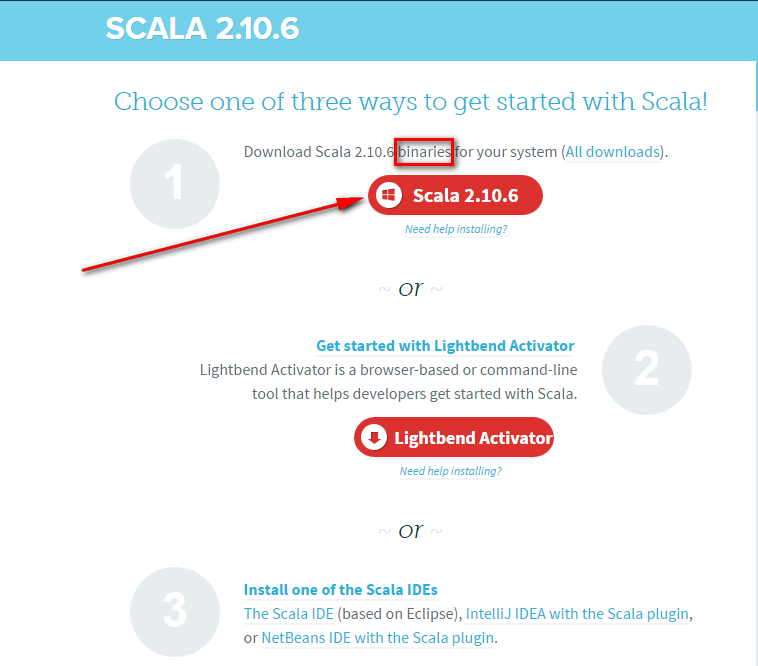 SCALA 2.10.6
Choose one of three ways to get started with Scala!
1
Download Scala 2.10.6 binaries for your system (All downloads).
Scala 2.10.6
Need help installing?
~ or ~
Get started with Lightbend Activator
Lightbend Activator is a browser-based or command-line
tool that helps developers get started with Scala.
2
Lightbend Activator
Need help installing?
~ or ~
3
Install one of the Scala IDEs
The Scala IDE (based on Eclipse), IntelliJ IDEA with the Scala plugin,
or NetBeans IDE with the Scala plugin.